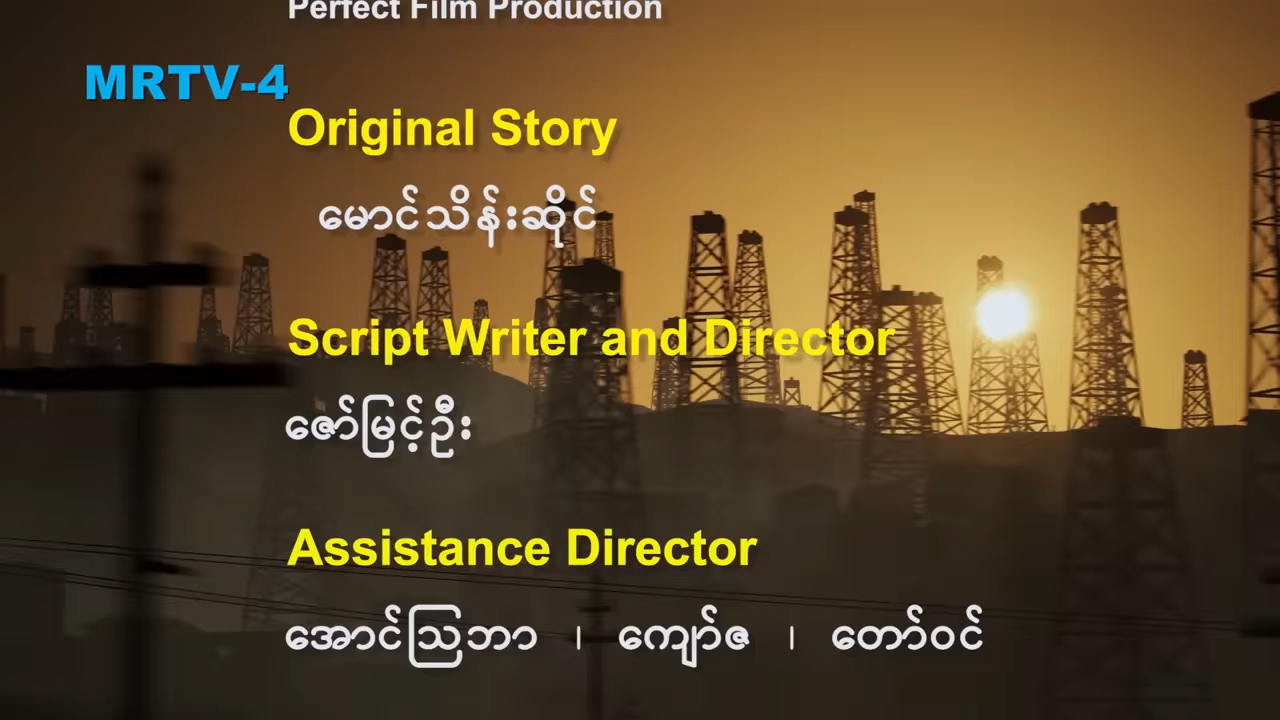 Perfect Film Production
MRTV-4
Original Story
မောင်သိန်းဆိုင်
Script Writer and Director
ဇော်မြင့်ဦး
Assistance Director
အောင်ဩဘာ ၊ ကျော်ဇ ၊ တော်ဝင်